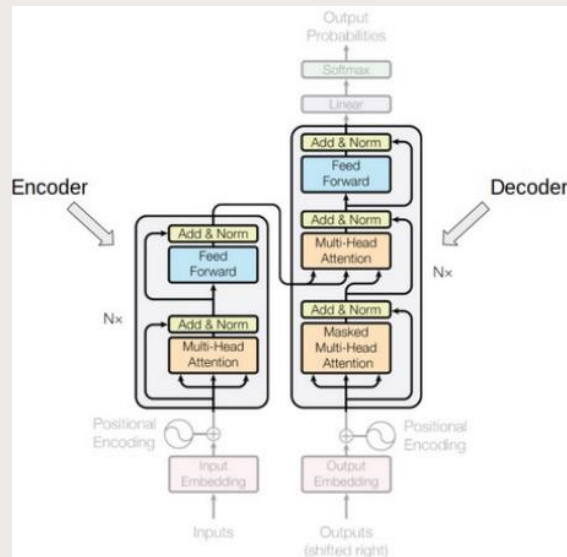 Output
Probabilities
Softmax
Linear
Add & Norm
Feed
Forward
Add & Norm
Multi-Head
Attention
Add & Norm
Masked
Multi-Head
Attention
Nx
Decoder
Encoder
Add & Norm
Feed
Forward
Add & Norm
Multi-Head
Attention
Nx
Positional
Encoding
Input
Embedding
Inputs
Positional
Encoding
Output
Embedding
Outputs
(shifted right)